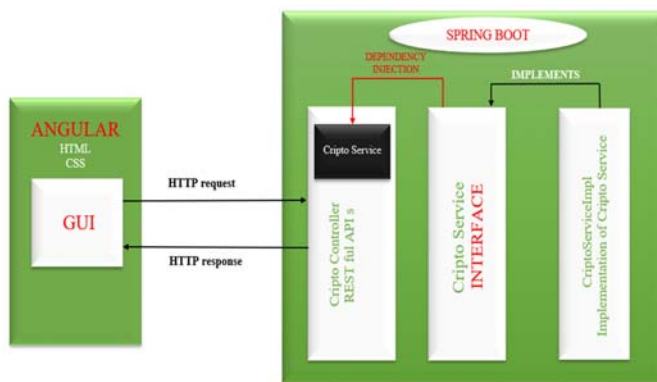 SPRING BOOT
DEPENDENCY
INJECTION
IMPLEMENTS
ANGULAR
HTML
CSS
GUI
HTTP request
HTTP response
Cripto Service
Cripto Controller
REST ful API s
Cripto Service
INTERFACE
CriptoServiceImpl
Implementation of Cripto Service